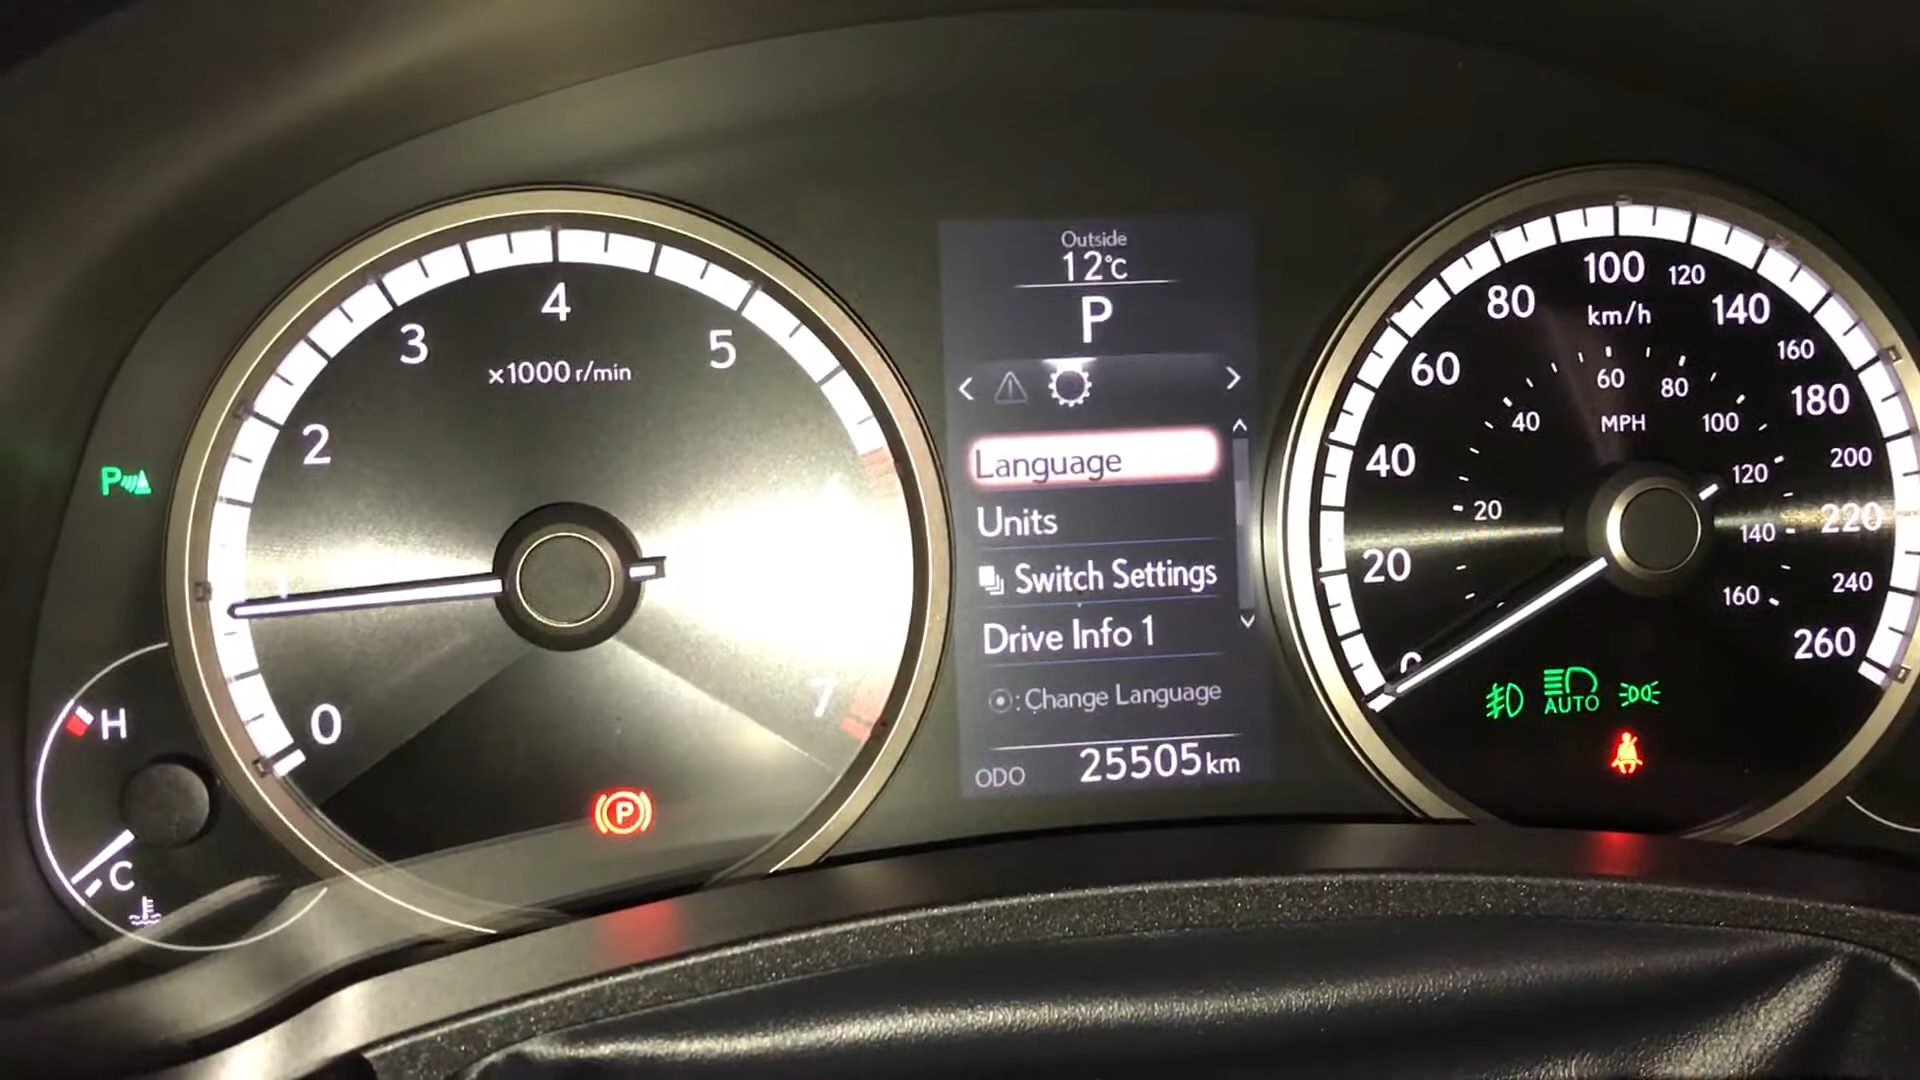 Outside
12°C
P
Language
Units
Switch Settings
Drive Info 1
: Change Language
ODO 25505 km
0
1
2
3
4
5
7
x1000 r/min
P
H
C
P
0
20
40
60
80
100
120
140
160
180
200
220
240
260
km/h
20
40
60
80
100
120
140
160
MPH
AUTO